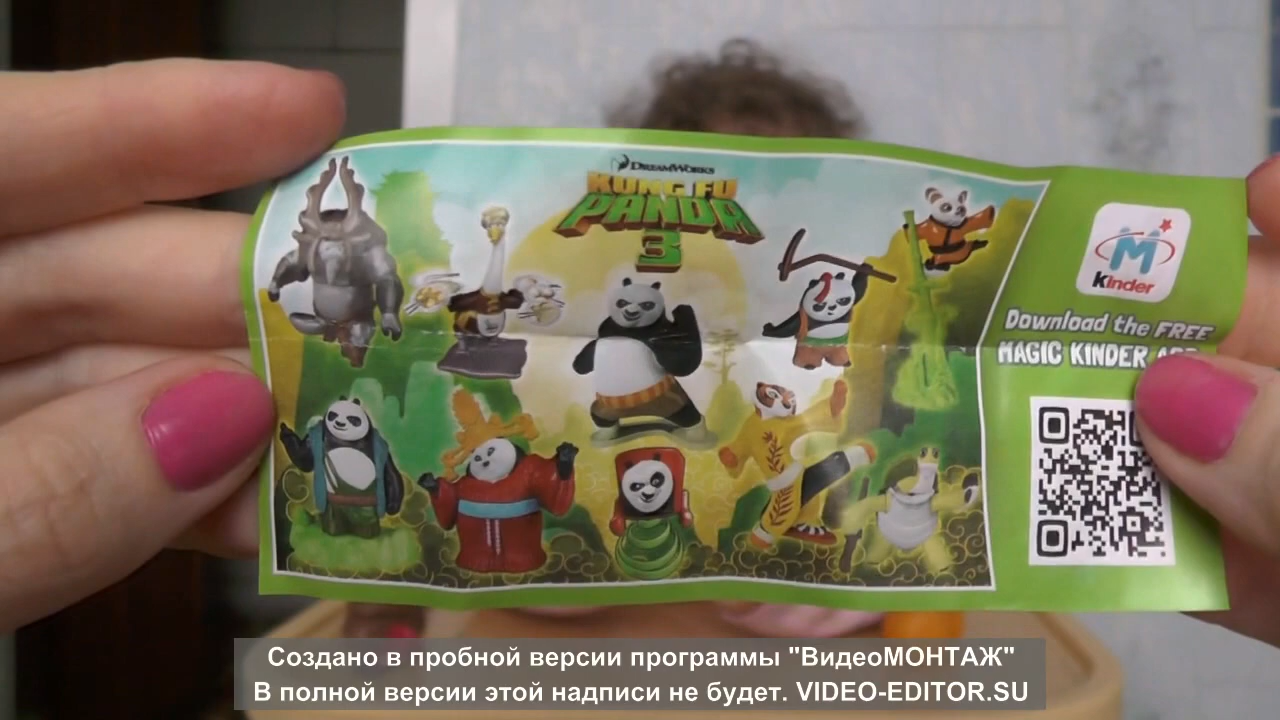 DREAMWORKS
KUNG FU
PANDA
3
M
Kinder
Download the FREE
MAGIC KINDER
Создано в пробной версии программы "ВидеоМОНТАЖ"
В полной версии этой надписи не будет. VIDEO-EDITOR.SU